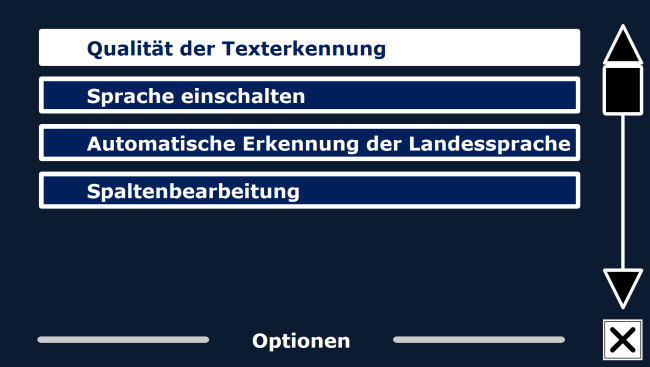 Qualität der Texterkennung
Sprache einschalten
Automatische Erkennung der Landessprache
Spaltenbearbeitung
Optionen